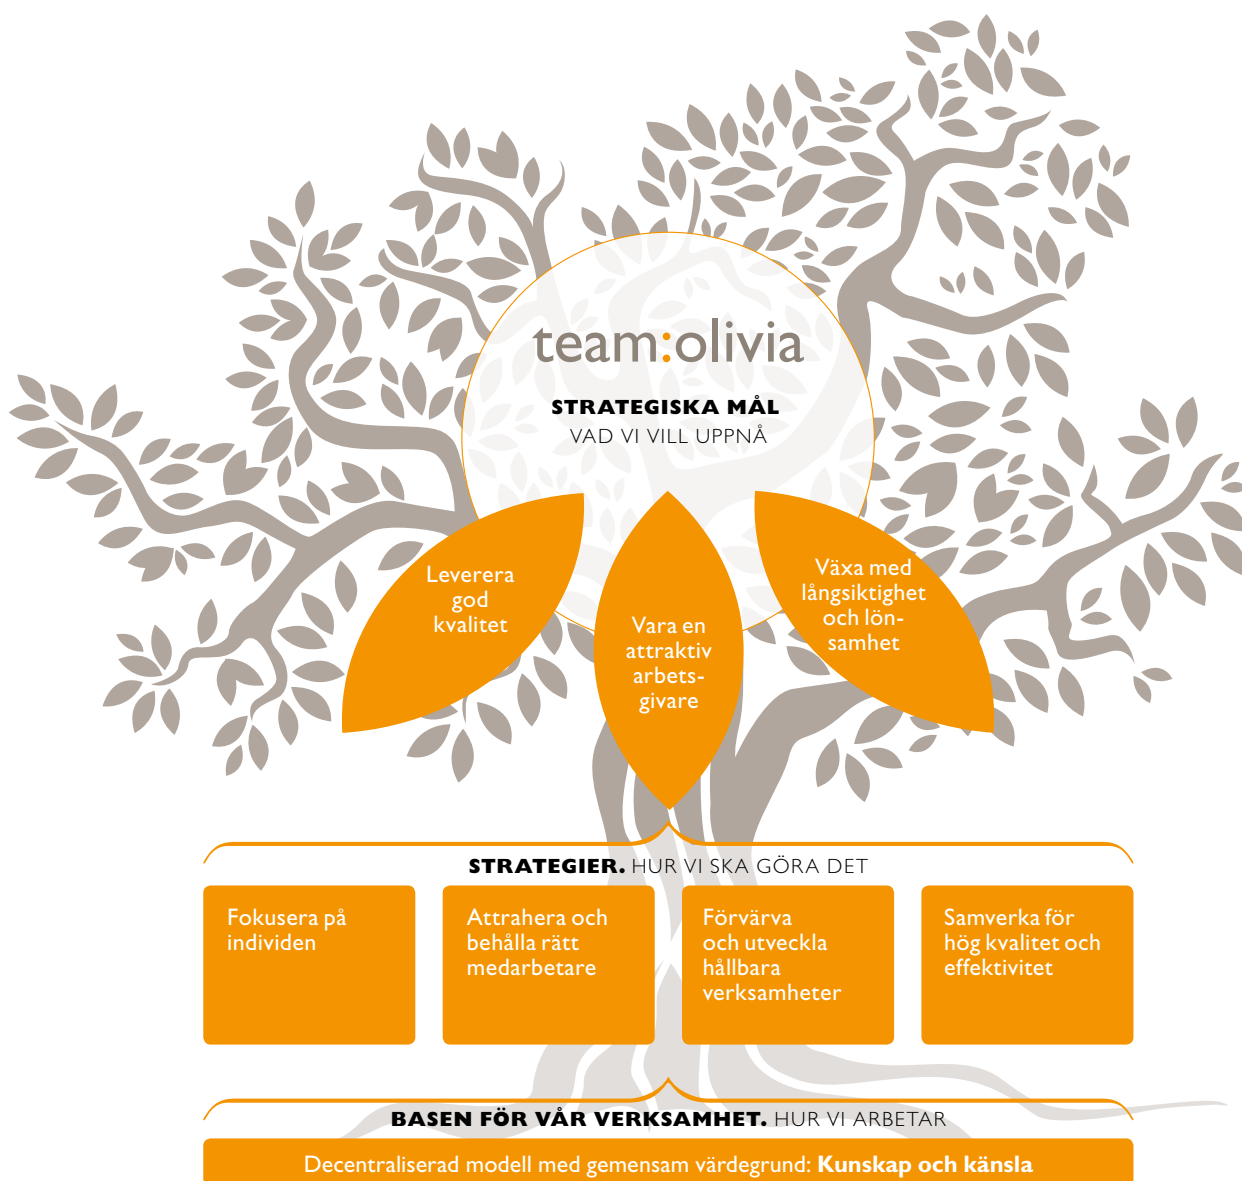 team:olivia
STRATEGISKA MÅL
VAD VI VILL UPPNÅ
Leverera
god
kvalitet
Vara en
attraktiv
arbets-
givare
Växa med
långsiktighet
och lön-
samhet
STRATEGIER. HUR VI SKA GÖRA DET
Fokusera på
individen
Attrahera och
behålla rätt
medarbetare
Förvärva
och utveckla
hållbara
verksamheter
Samverka för
hög kvalitet och
effektivitet
BASEN FÖR VÅR VERKSAMHET. HUR VI ARBETAR
Decentraliserad modell med gemensam värdegrund: Kunskap och känsla